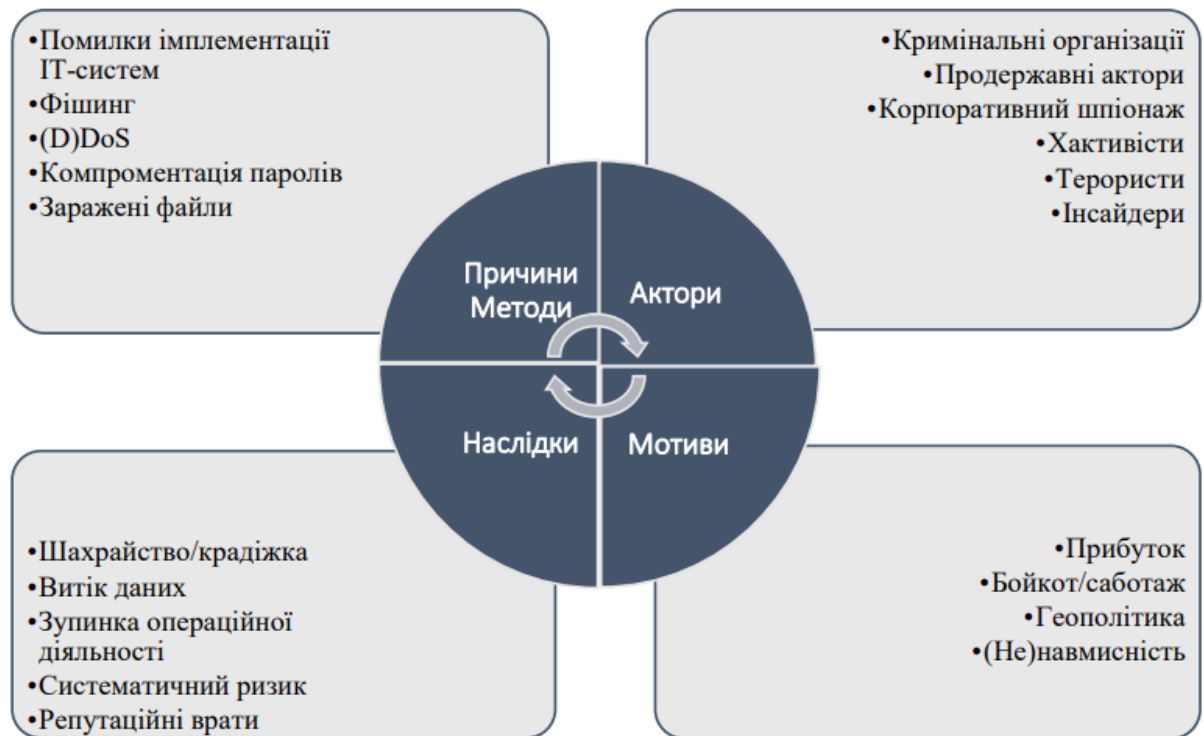 •Помилки імплементації
ІТ-систем
•Фішинг
•(D)DoS
•Компроментація паролів
•Заражені файли
•Кримінальні організації
•Продержавні актори
•Корпоративний шпіонаж
•Хактивісти
•Терористи
•Інсайдери
Причини
Методи
Актори
Наслідки
Мотиви
•Шахрайство/крадіжка
•Витік даних
•Зупинка операційної
діяльності
•Систематичний ризик
•Репутаційні врати
•Прибуток
•Бойкот/саботаж
•Геополітика
•(Не)навмисність